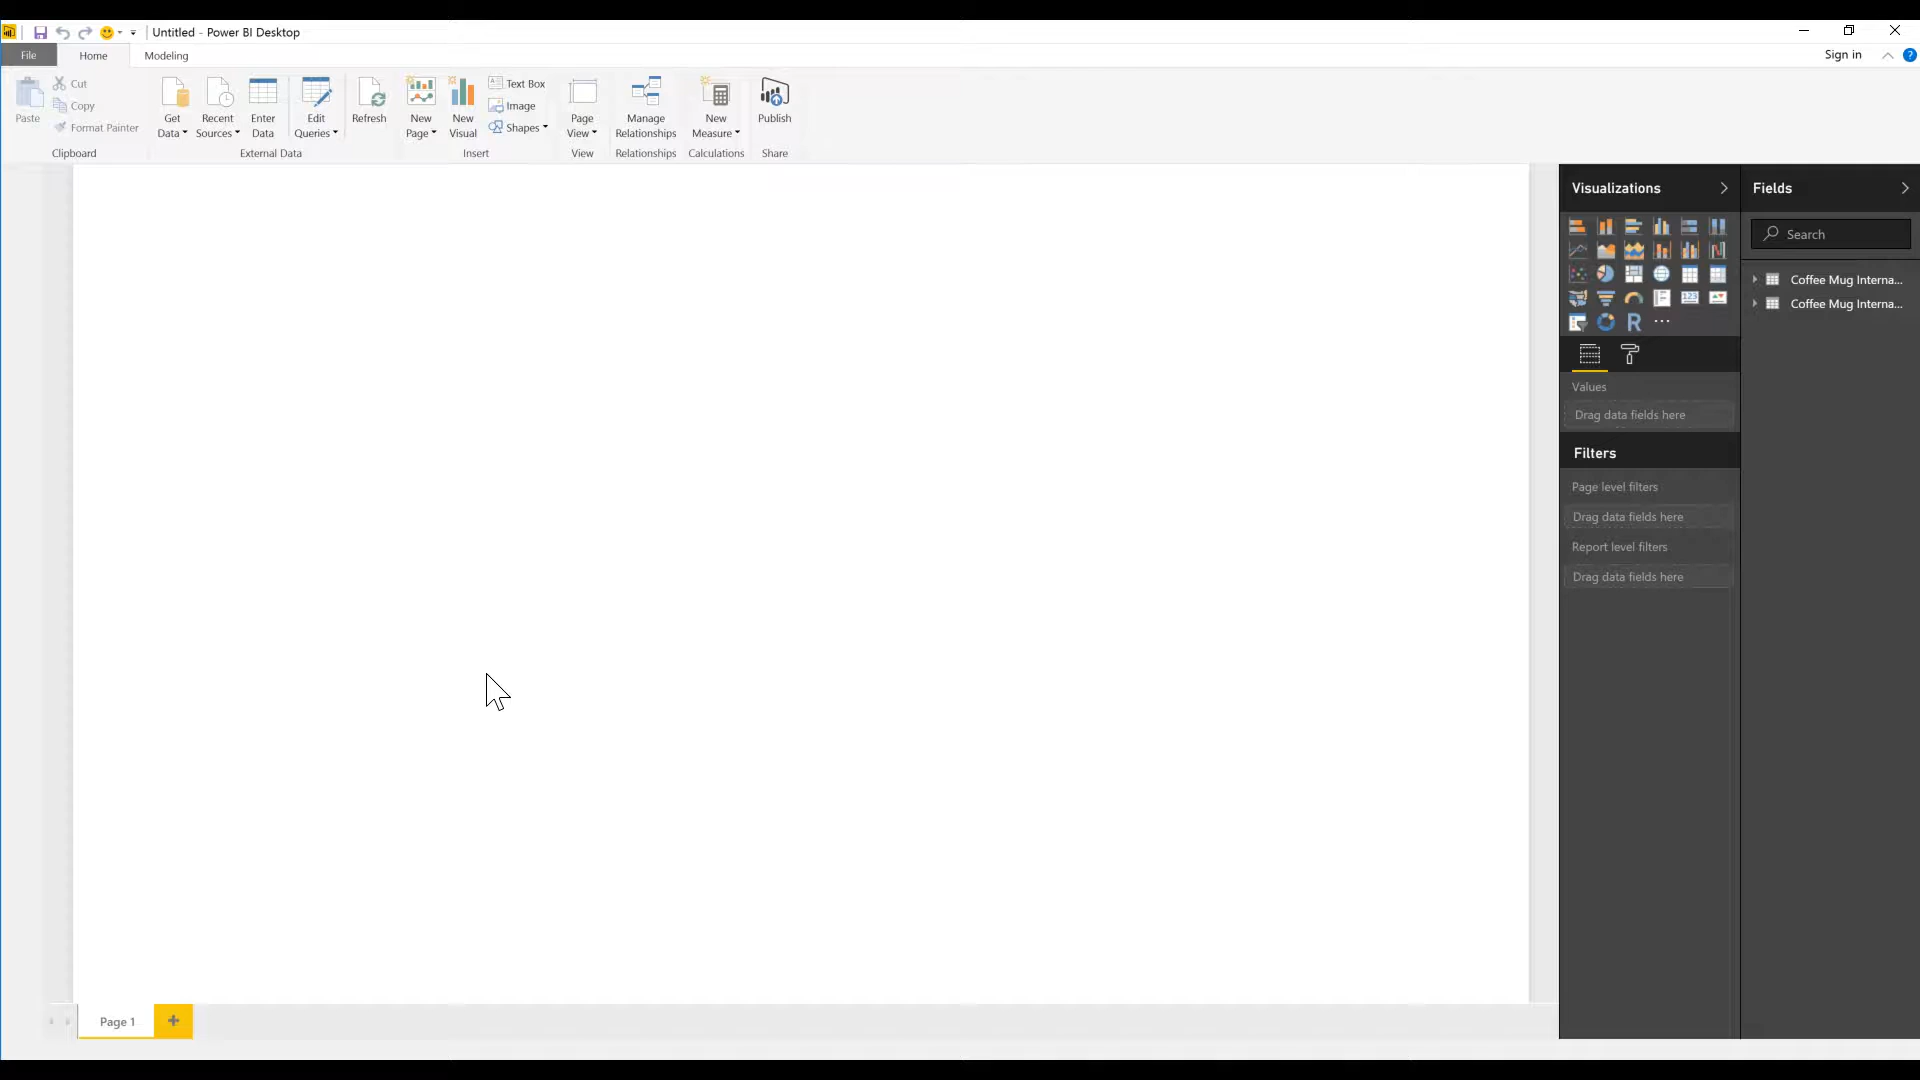 Untitled - Power BI Desktop
File Home Modeling
Sign in
Paste
Cut
Copy
Format Painter
Clipboard
Get Data
Recent Sources
Enter Data
Edit Queries
Refresh
External Data
New Page
New Visual
Text Box
Image
Shapes
Insert
Page View
View
Manage Relationships
Relationships
New Measure
Calculations
Publish
Share
Visualizations
123
R
Values
Drag data fields here
Filters
Page level filters
Drag data fields here
Report level filters
Drag data fields here
Fields
Search
Coffee Mug Interna...
Coffee Mug Interna...
Page 1